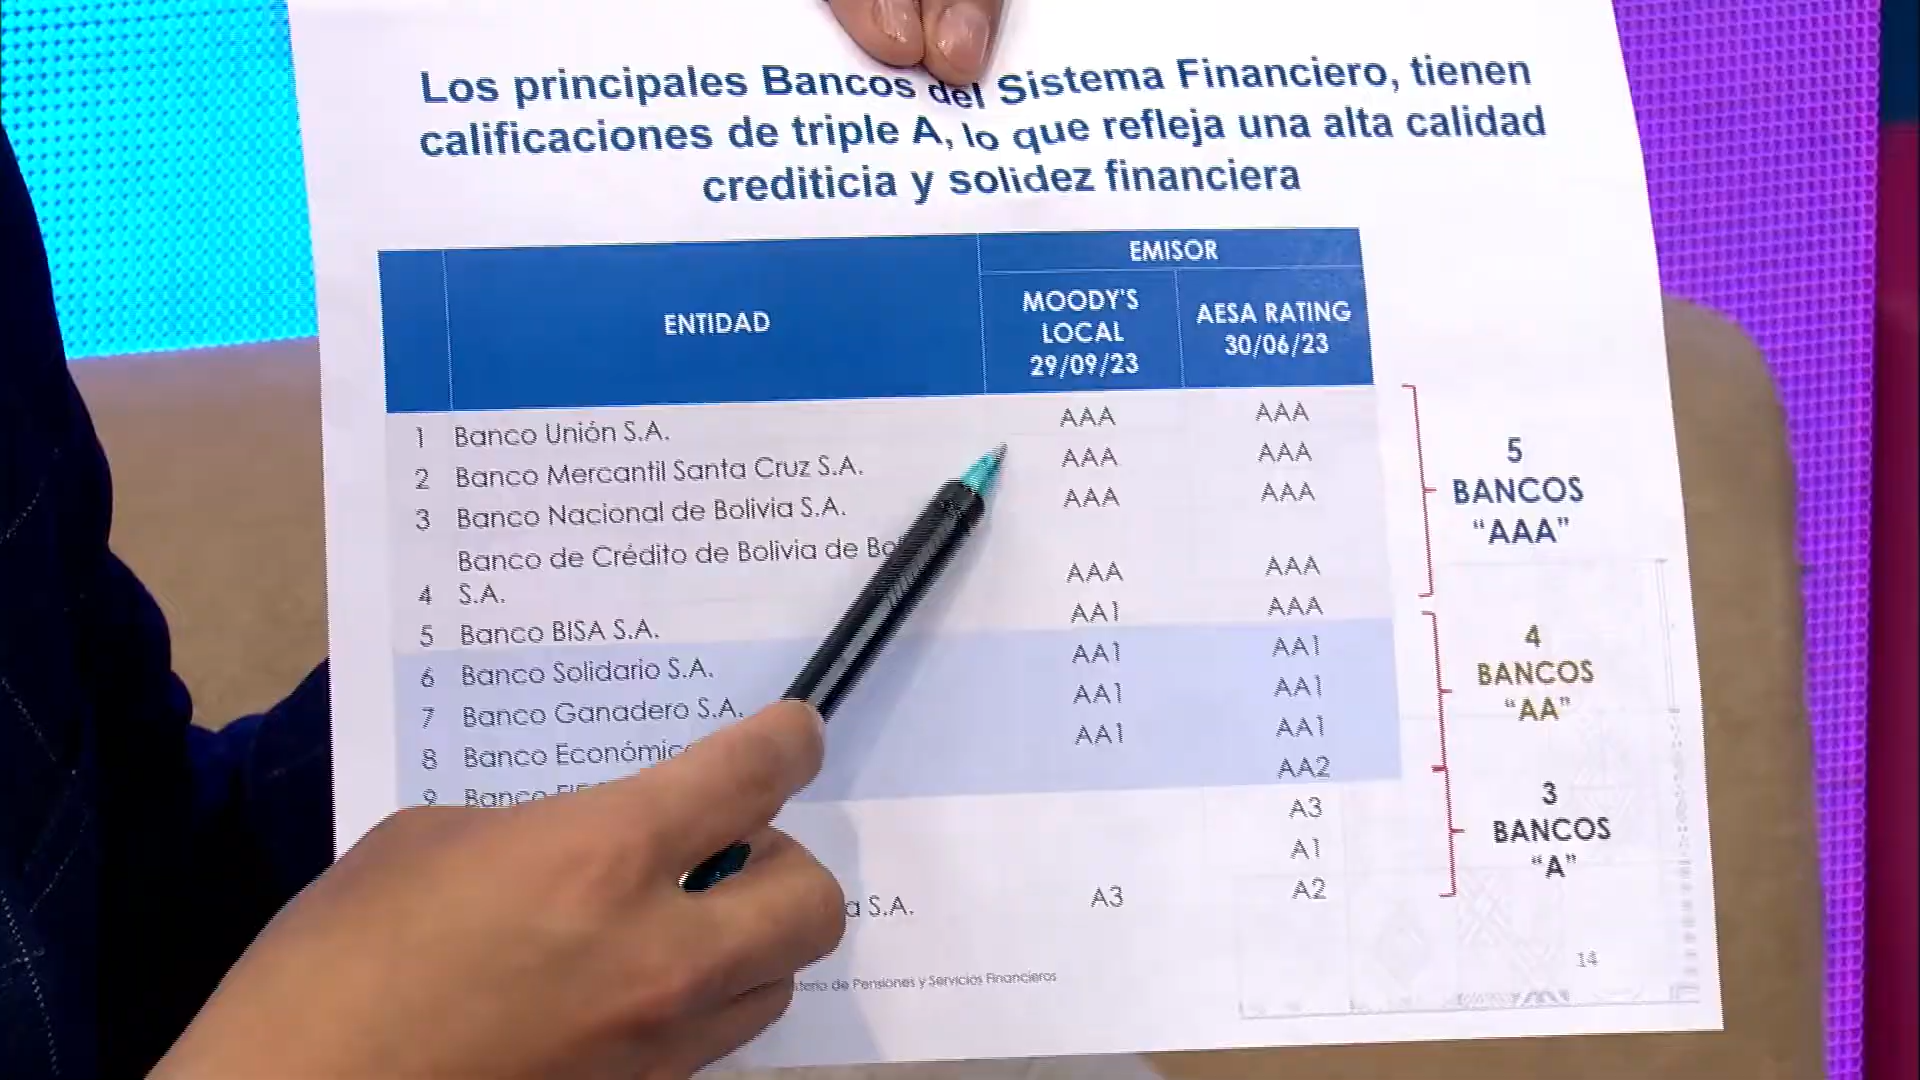 Los principales Bancos del Sistema Financiero, tienen
calificaciones de triple A, lo que refleja una alta calidad
crediticia y solidez financiera
ENTIDAD
EMISOR
MOODY'S
LOCAL
29/09/23
AESA RATING
30/06/23
1 Banco Unión S.A. AAA AAA
2 Banco Mercantil Santa Cruz S.A. AAA AAA
3 Banco Nacional de Bolivia S.A. AAA AAA
Banco de Crédito de Bolivia de
4 S.A. AAA AAA
5 Banco BISA S.A. AA1 AAA
6 Banco Solidario S.A. AA1 AA1
7 Banco Ganadero S.A. AA1 AA1
8 Banco Económico AA1 AA1
9 Banco AA2
A3
A1
S.A. A3 A2
5
BANCOS
“AAA”
4
BANCOS
“AA”
3
BANCOS
“A”
de Pensiones y Servicios Financieros
14